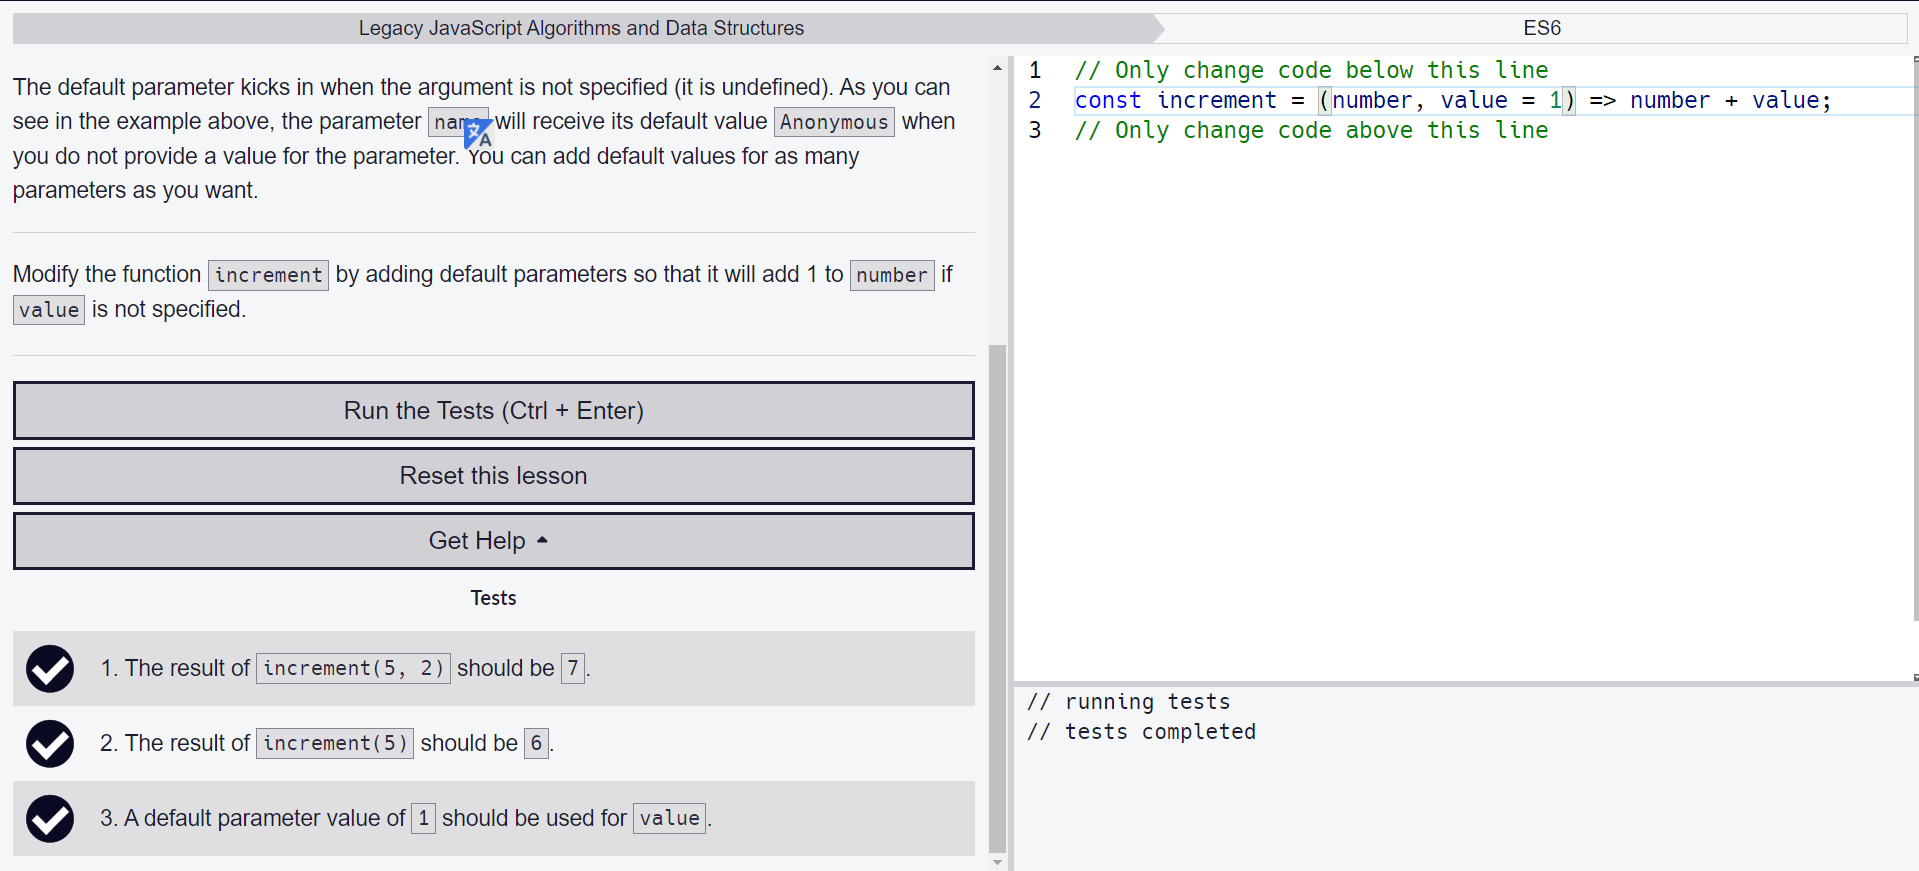 Legacy JavaScript Algorithms and Data Structures
ES6
The default parameter kicks in when the argument is not specified (it is undefined). As you can
see in the example above, the parameter name will receive its default value Anonymous when
you do not provide a value for the parameter. You can add default values for as many
parameters as you want.
Modify the function increment by adding default parameters so that it will add 1 to number if
value is not specified.
Run the Tests (Ctrl + Enter)
Reset this lesson
Get Help
Tests
1. The result of increment(5, 2) should be 7.
2. The result of increment(5) should be 6.
3. A default parameter value of 1 should be used for value.
1 // Only change code below this line
2 const increment = (number, value = 1) => number + value;
3 // Only change code above this line
// running tests
// tests completed